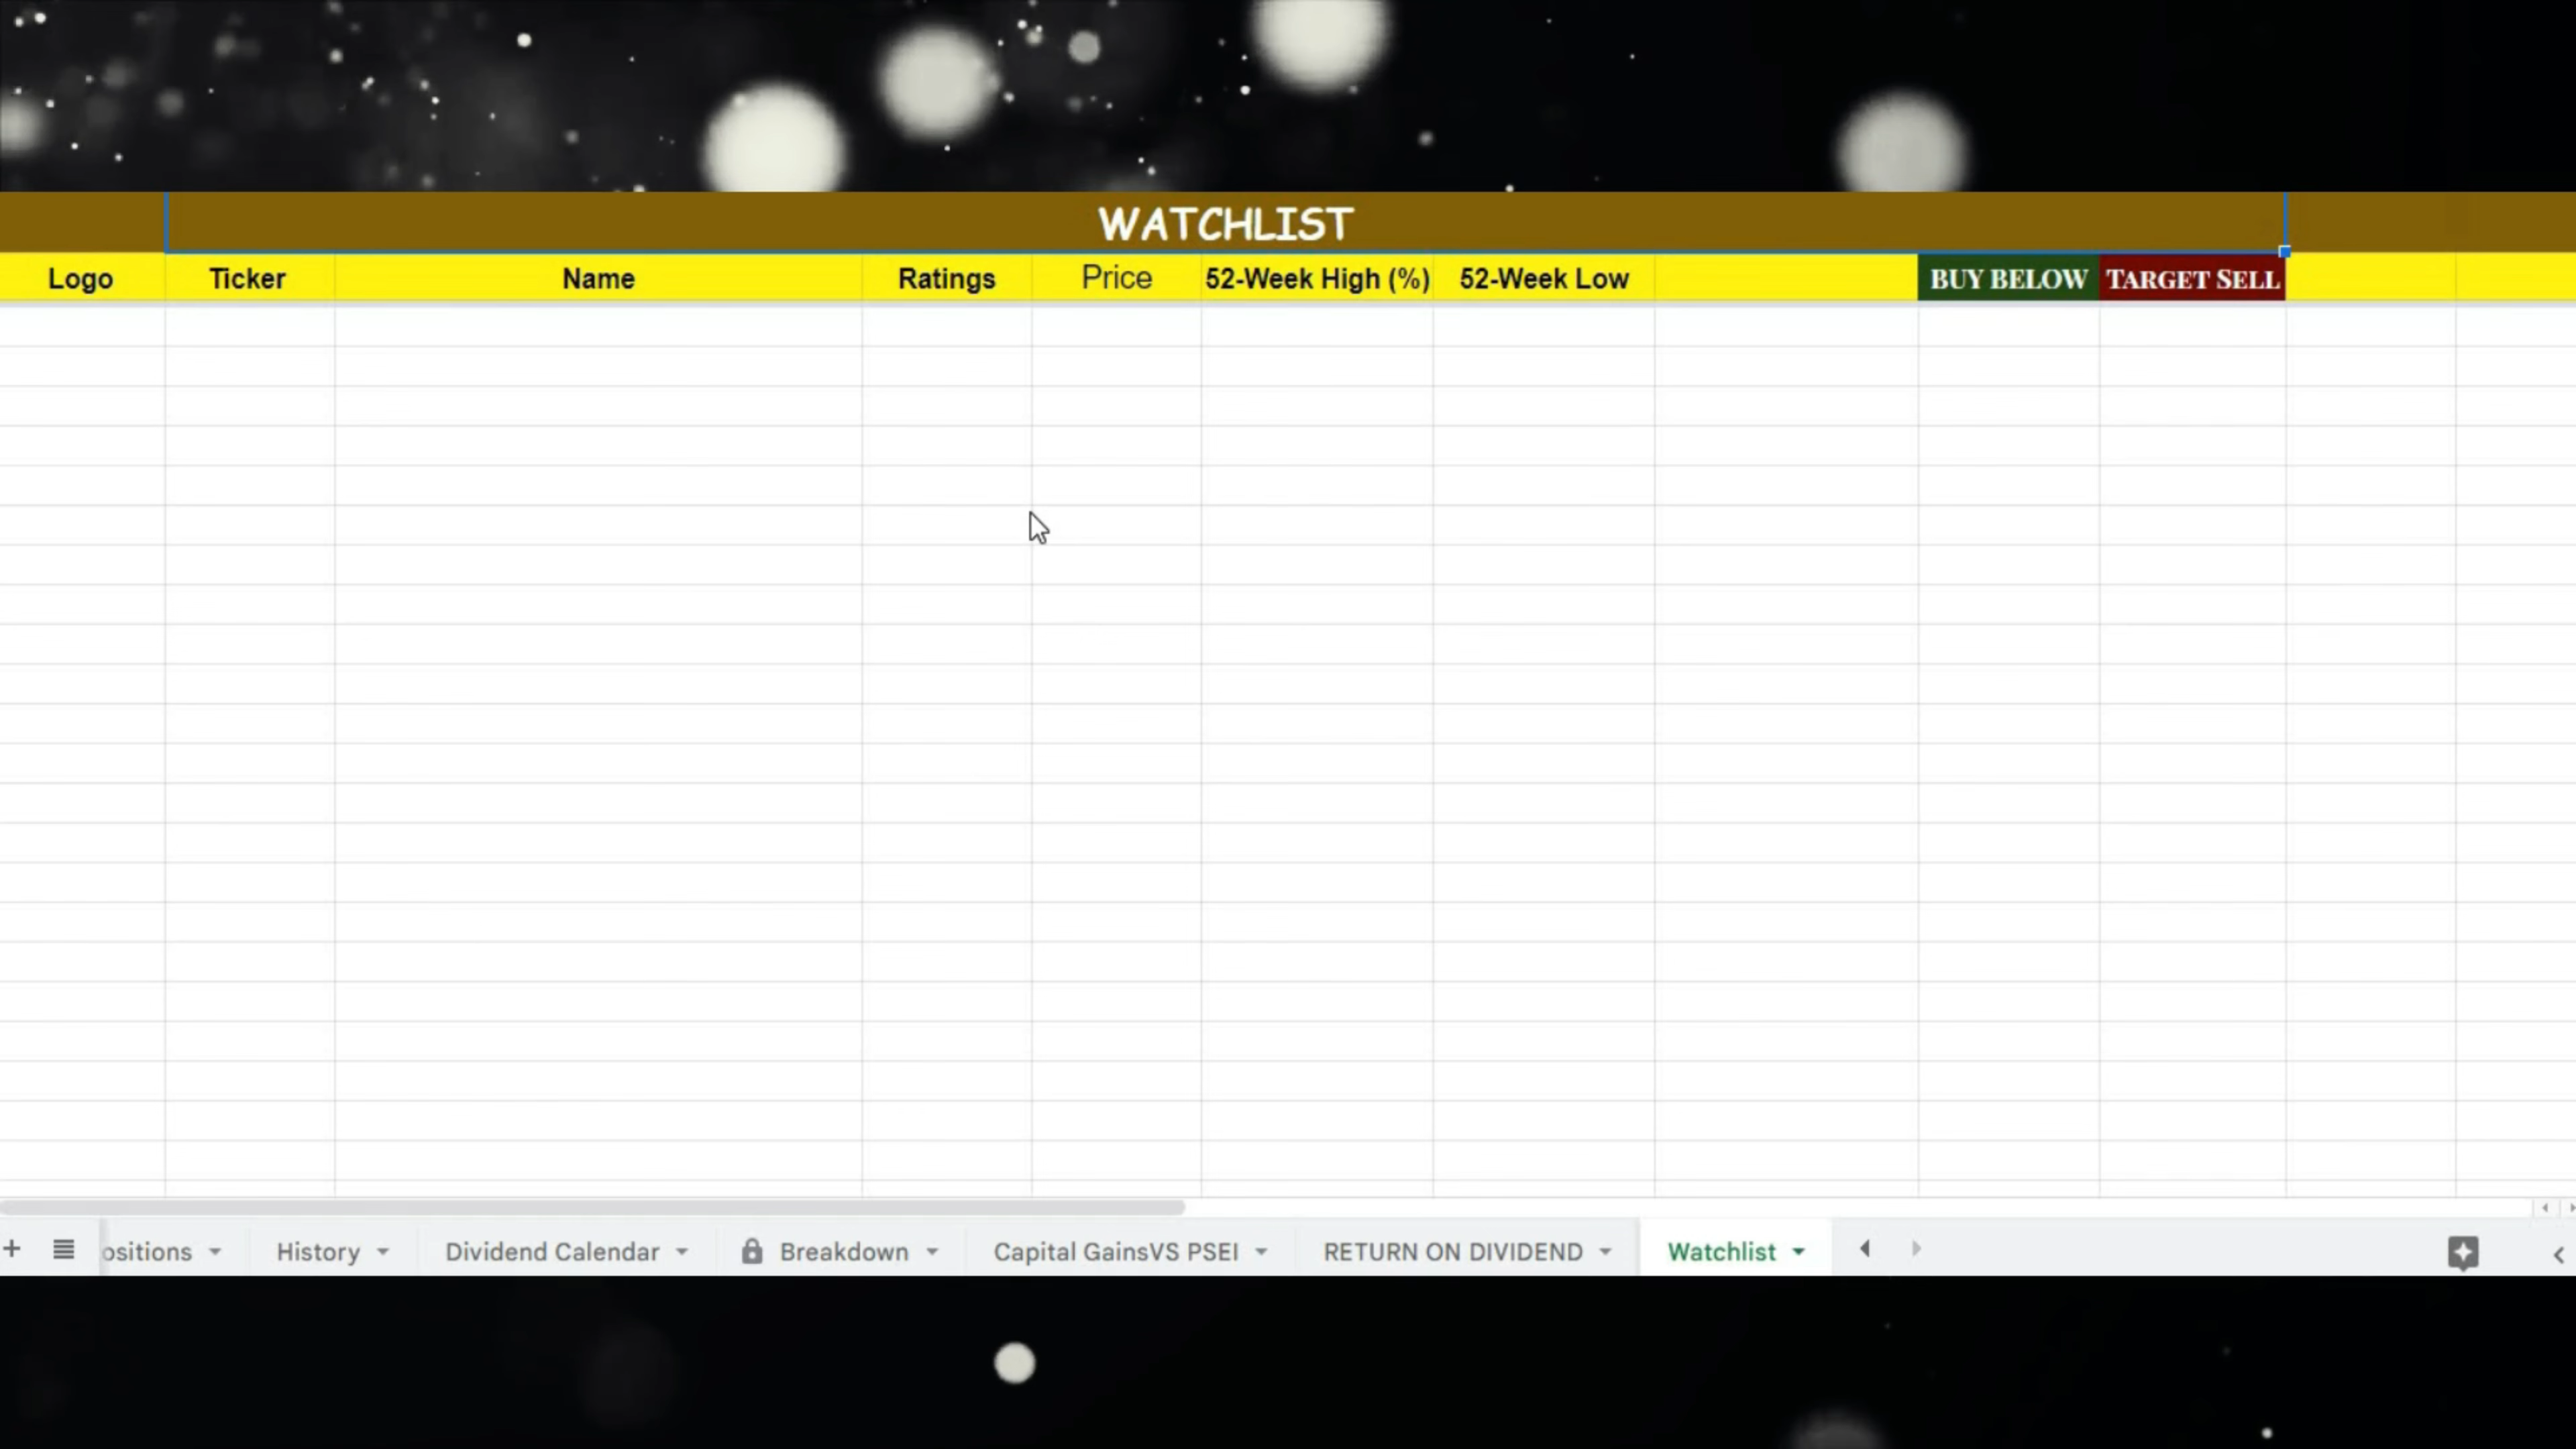 WATCHLIST
Logo Ticker Name Ratings Price 52-Week High (%) 52-Week Low BUY BELOW TARGET SELL
ositions History Dividend Calendar Breakdown Capital GainsVS PSEI RETURN ON DIVIDEND Watchlist